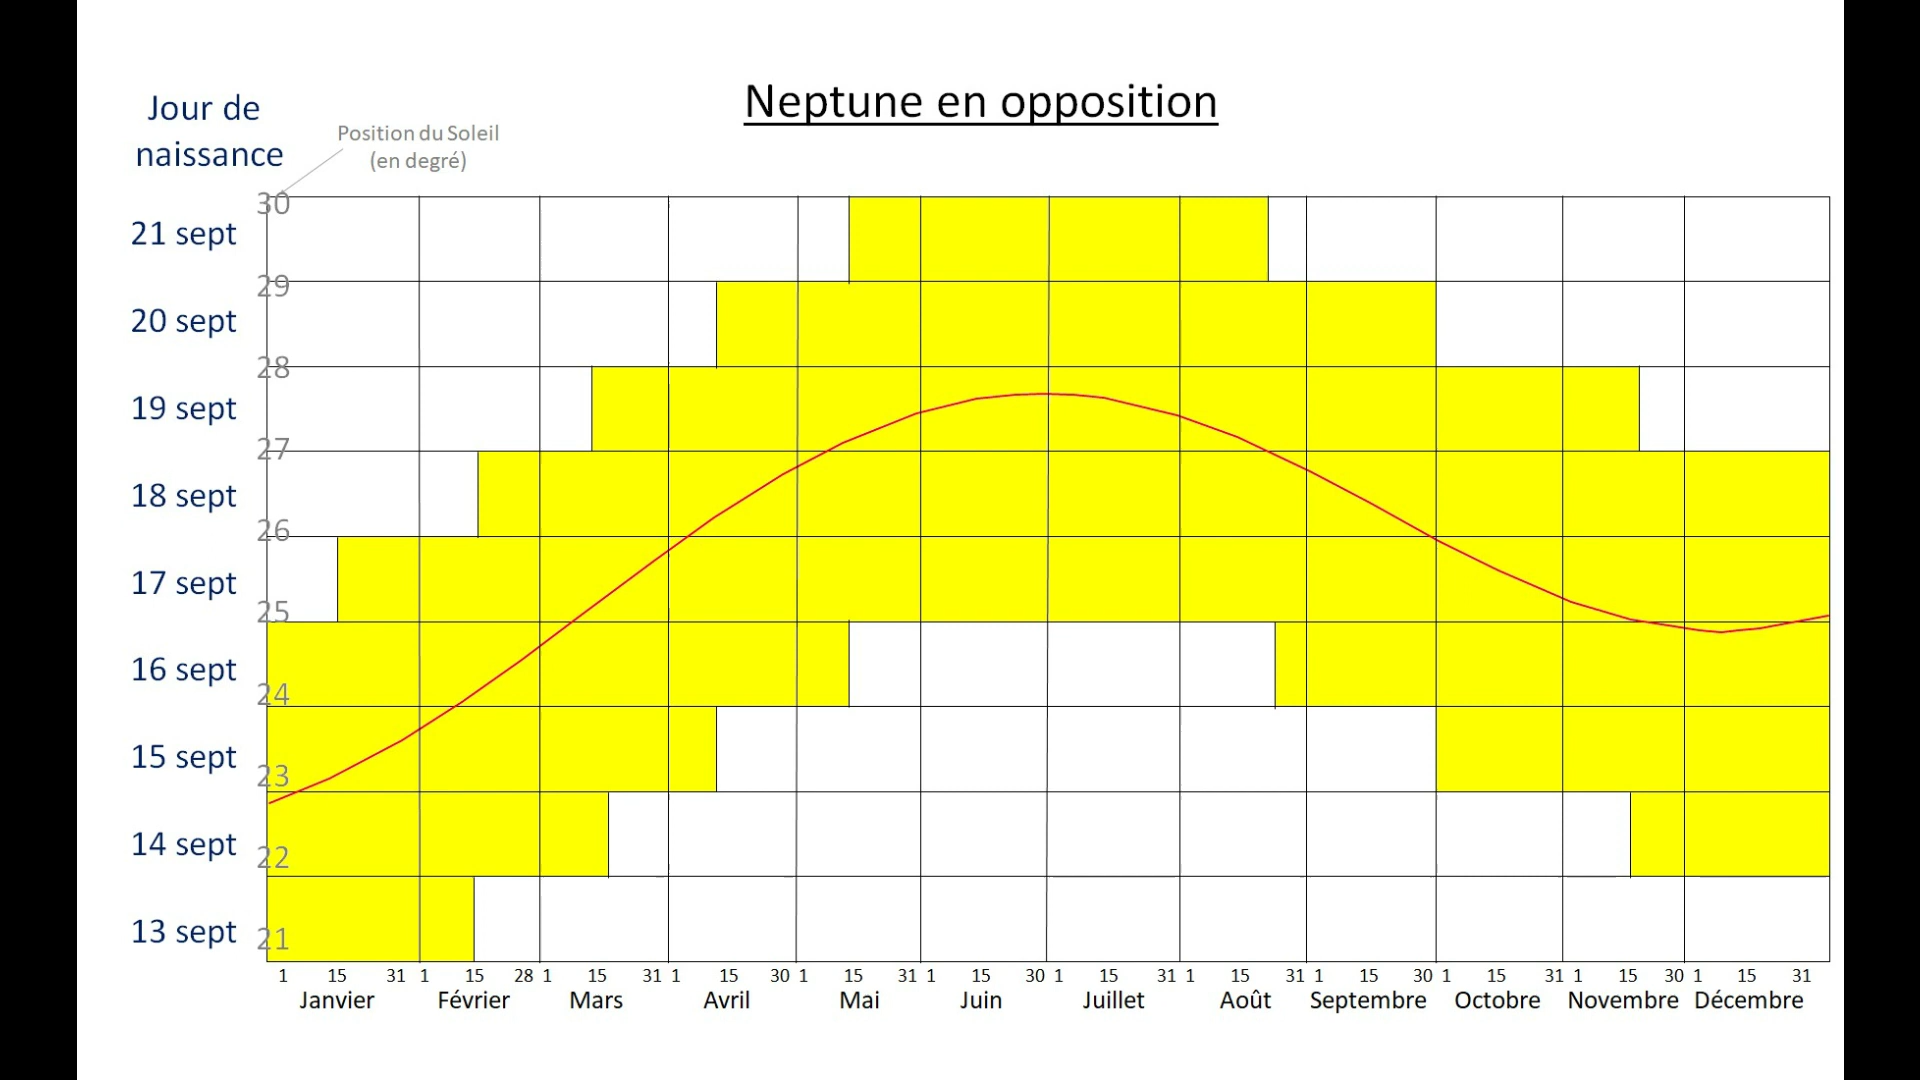 Neptune en opposition
Jour de
naissance
Position du Soleil
(en degré)
30
21 sept
29
20 sept
28
19 sept
27
18 sept
26
17 sept
25
16 sept
24
15 sept
23
14 sept
22
13 sept
21
1 15 31 1 15 28 1 15 31 1 15 30 1 15 31 1 15 30 1 15 31 1 15 31 1 15 30 1 15 31 1 15 30 1 15 31
Janvier Février Mars Avril Mai Juin Juillet Août Septembre Octobre Novembre Décembre